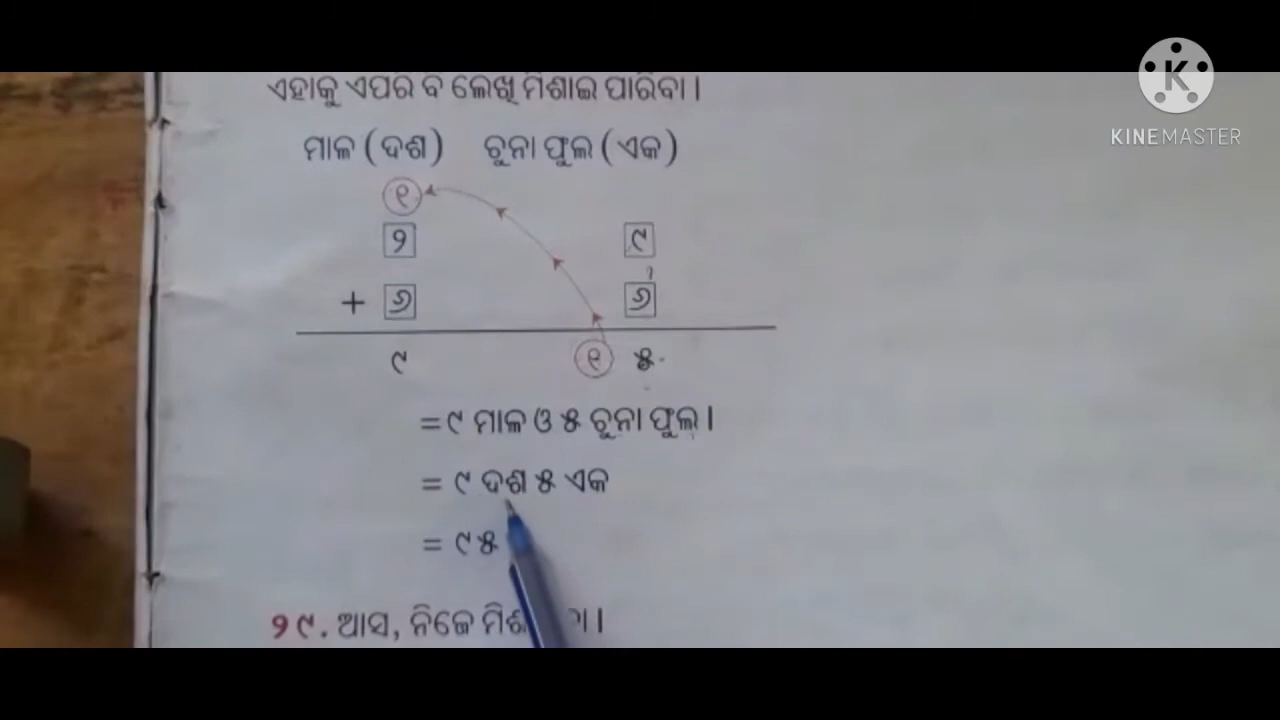 ଏହାକୁ ଏପରି ବି ଲେଖି ମିଶାଇ ପାରିବା ।
KINEMASTER
ମାଳ (ଦଶ) ଚୁନା ଫୁଲ (ଏକ)
୧
୨ ୯
+ ୬ ୬
୯ ୧ ୫
= ୯ ମାଳ ଓ ୫ ଚୁନା ଫୁଲ ।
= ୯ ଦଶ ୫ ଏକ
= ୯୫
୨୯. ଆସ, ନିଜେ